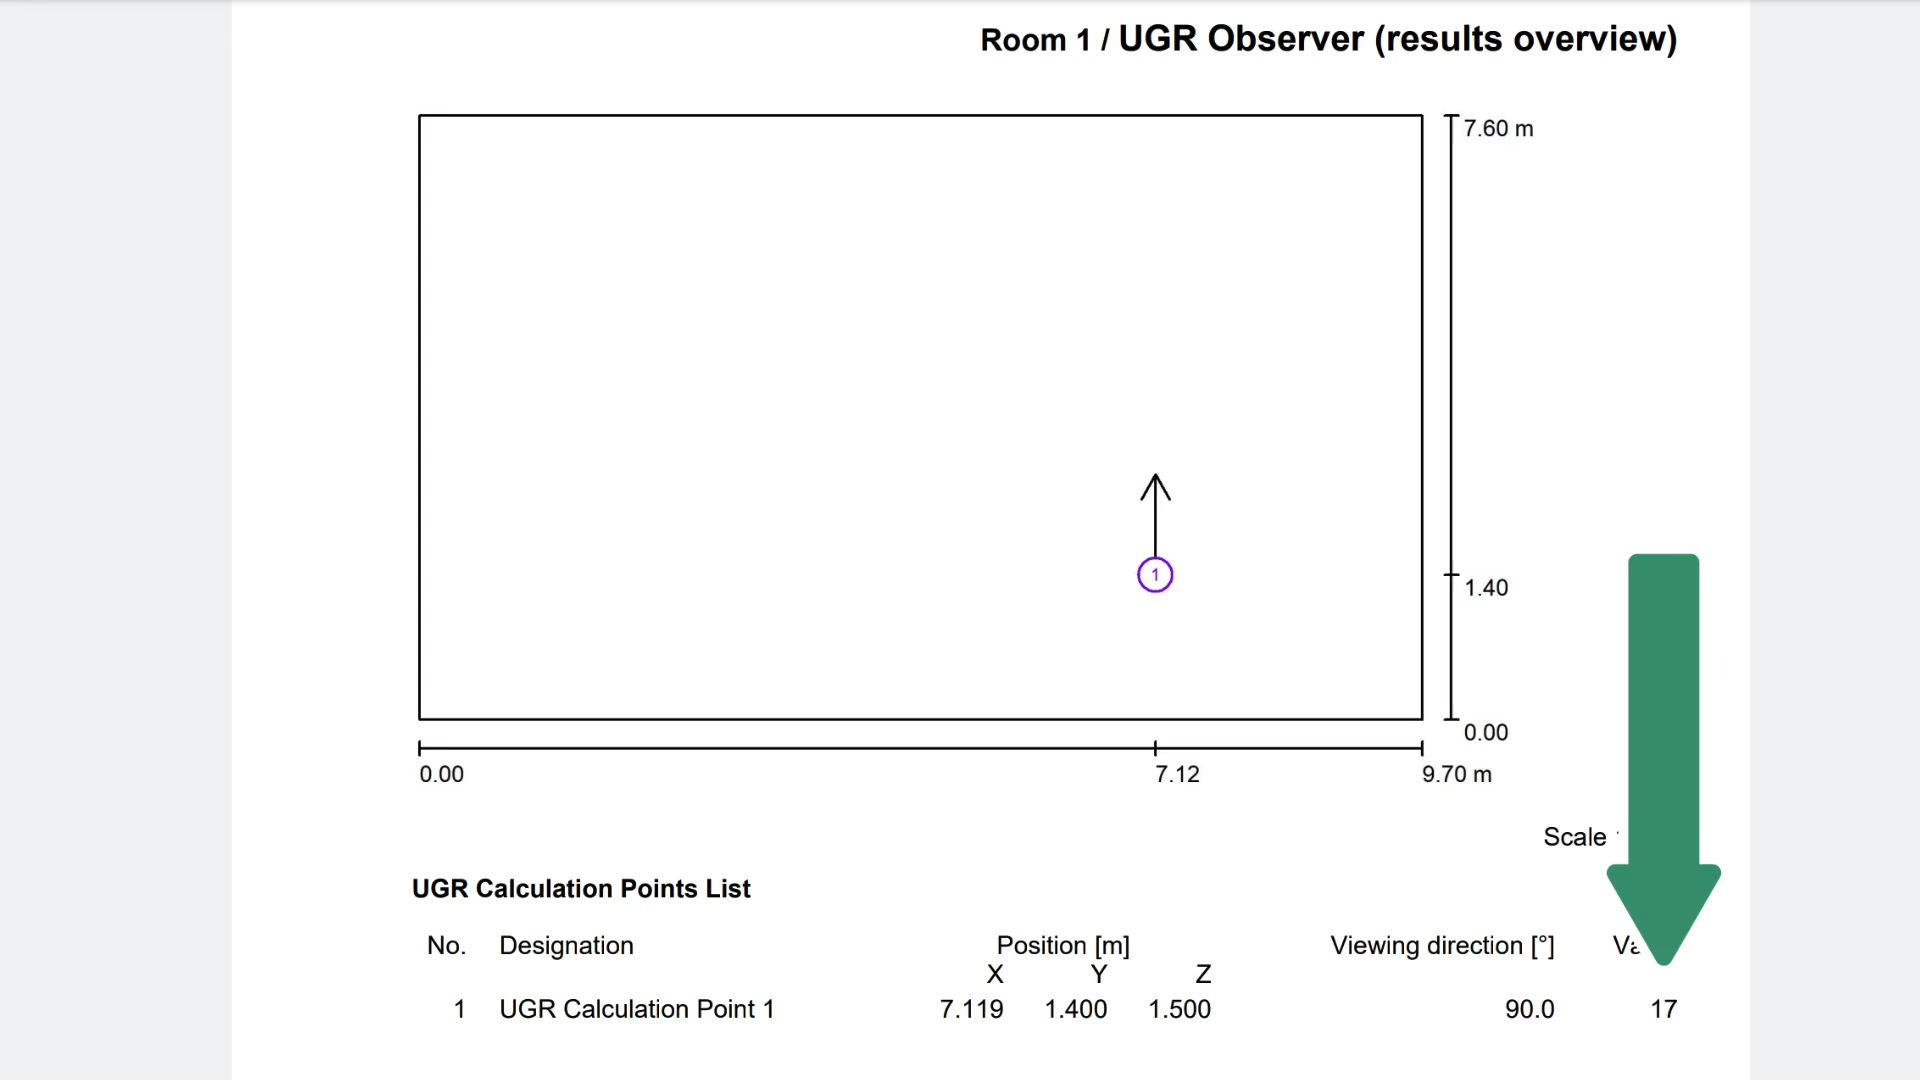 Room 1 / UGR Observer (results overview)
7.60 m
1
1.40
0.00
0.00 7.12 9.70 m
Scale
UGR Calculation Points List
No. Designation Position [m] Viewing direction [°]
X Y Z
1 UGR Calculation Point 1 7.119 1.400 1.500 90.0 17